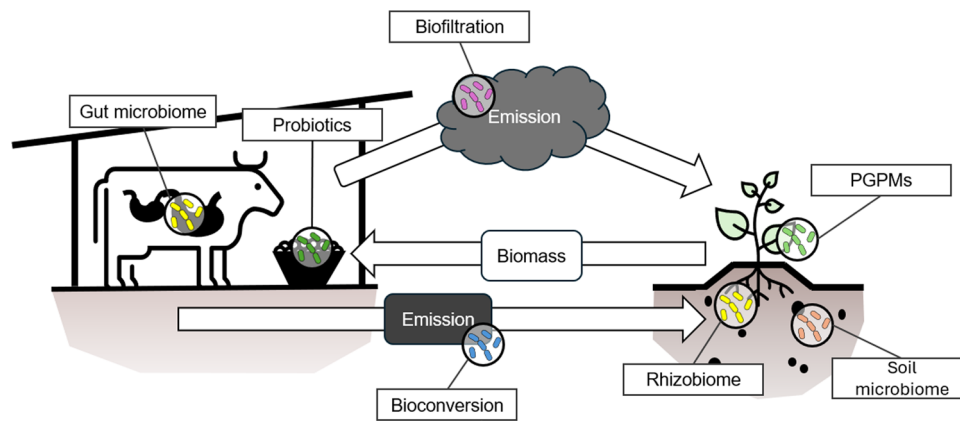 Biofiltration
Gut microbiome
Probiotics
Emission
PGPMs
Biomass
Emission
Rhizobiome
Soil
microbiome
Bioconversion